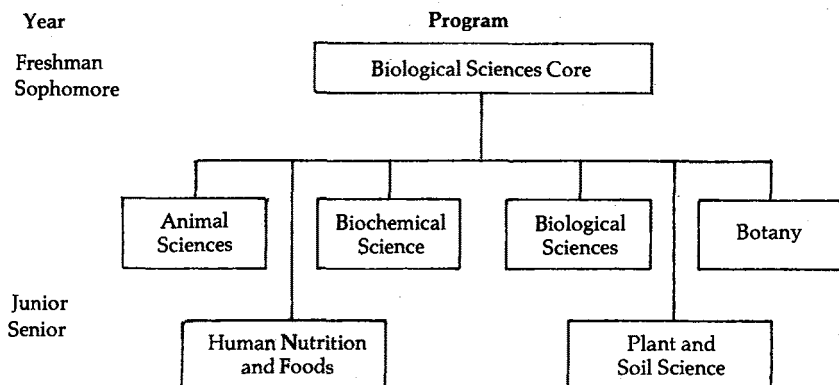 Year
Program
Freshman
Sophomore
Biological Sciences Core
Animal
Sciences
Biochemical
Science
Biological
Sciences
Botany
Junior
Senior
Human Nutrition
and Foods
Plant and
Soil Science